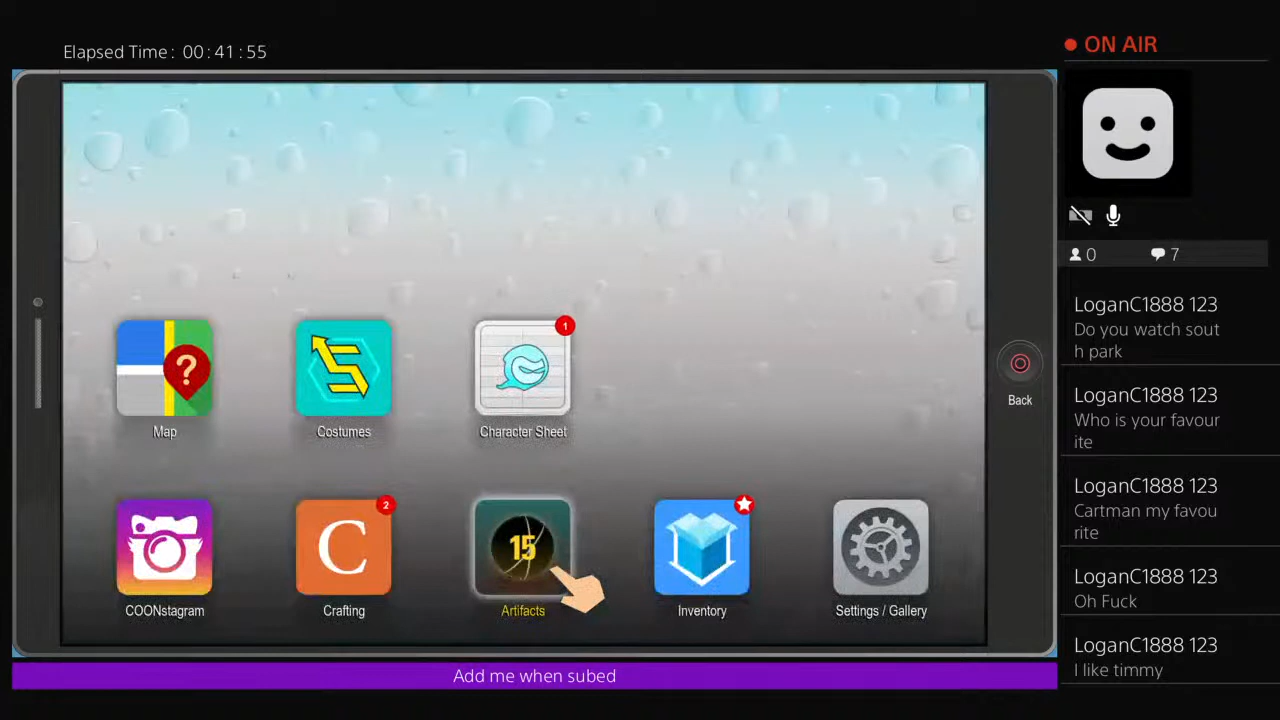 Elapsed Time: 00:41:55
ON AIR
0 7
Logan​C1888 123
Do you watch sout
h park
LoganC1888 123
Who is your favour
ite
LoganC1888 123
Cartman my favou
rite
LoganC1888 123
Oh Fuck
LoganC1888 123
I like timmy
?
1
Map
Costumes
Character Sheet
Back
C
2
15
COONstagram
Crafting
Artifacts
Inventory
Settings / Gallery
Add me when subed